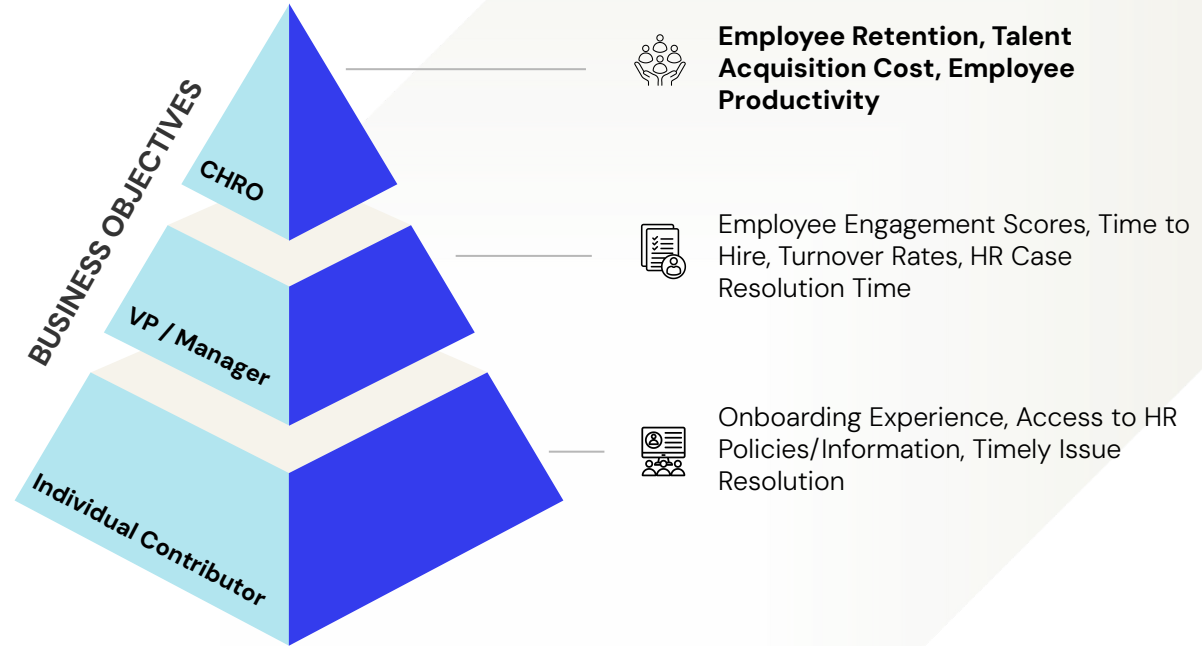 BUSINESS OBJECTIVES
CHRO
Employee Retention, Talent
Acquisition Cost, Employee
Productivity
VP / Manager
Employee Engagement Scores, Time to
Hire, Turnover Rates, HR Case
Resolution Time
Individual Contributor
Onboarding Experience, Access to HR
Policies/Information, Timely Issue
Resolution